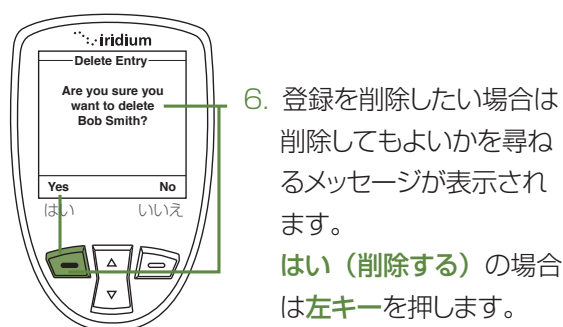 iridium
Delete Entry
Are you sure you
want to delete
Bob Smith?
Yes No
はい いいえ
6. 登録を削除したい場合は
削除してもよいかを尋ね
るメッセージが表示され
ます。
はい（削除する）の場合
は左キーを押します。